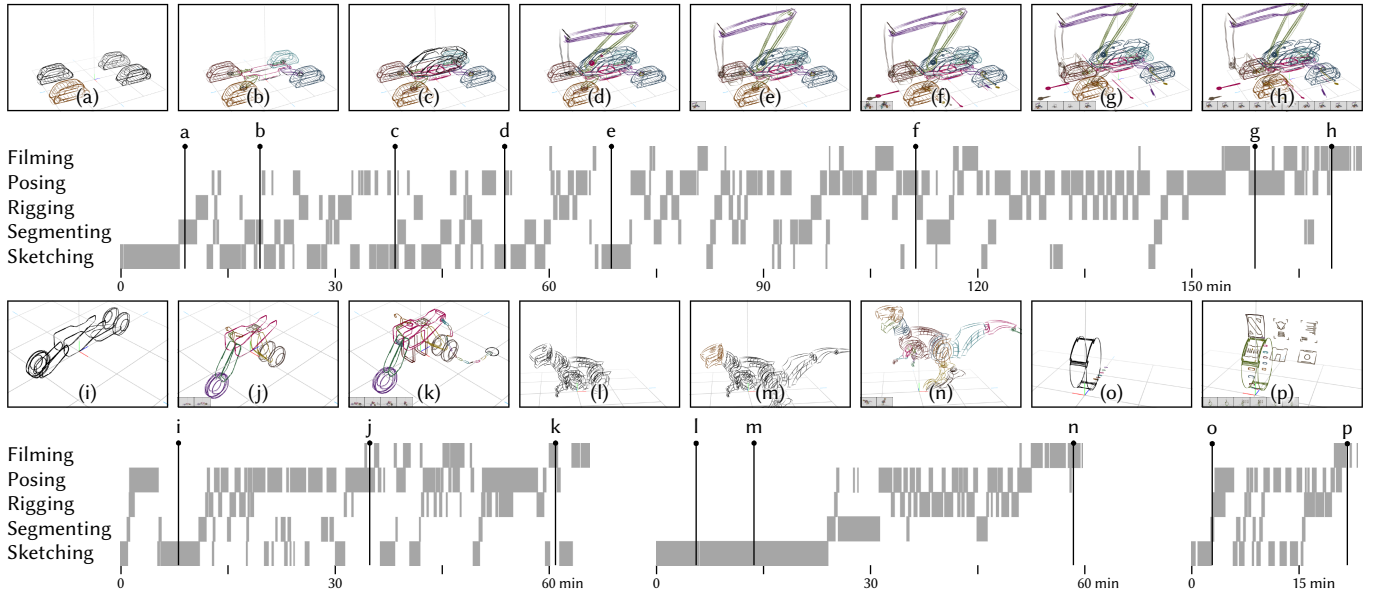 (a) (b) (c) (d) (e) (f) (g) (h)
a b c d e f g h
Filming
Posing
Rigging
Segmenting
Sketching
0 30 60 90 120 150 min
(i) (j) (k) (l) (m) (n) (o) (p)
i j k l m n o p
Filming
Posing
Rigging
Segmenting
Sketching
0 30 60 min 0 30 60 min 0 15 min